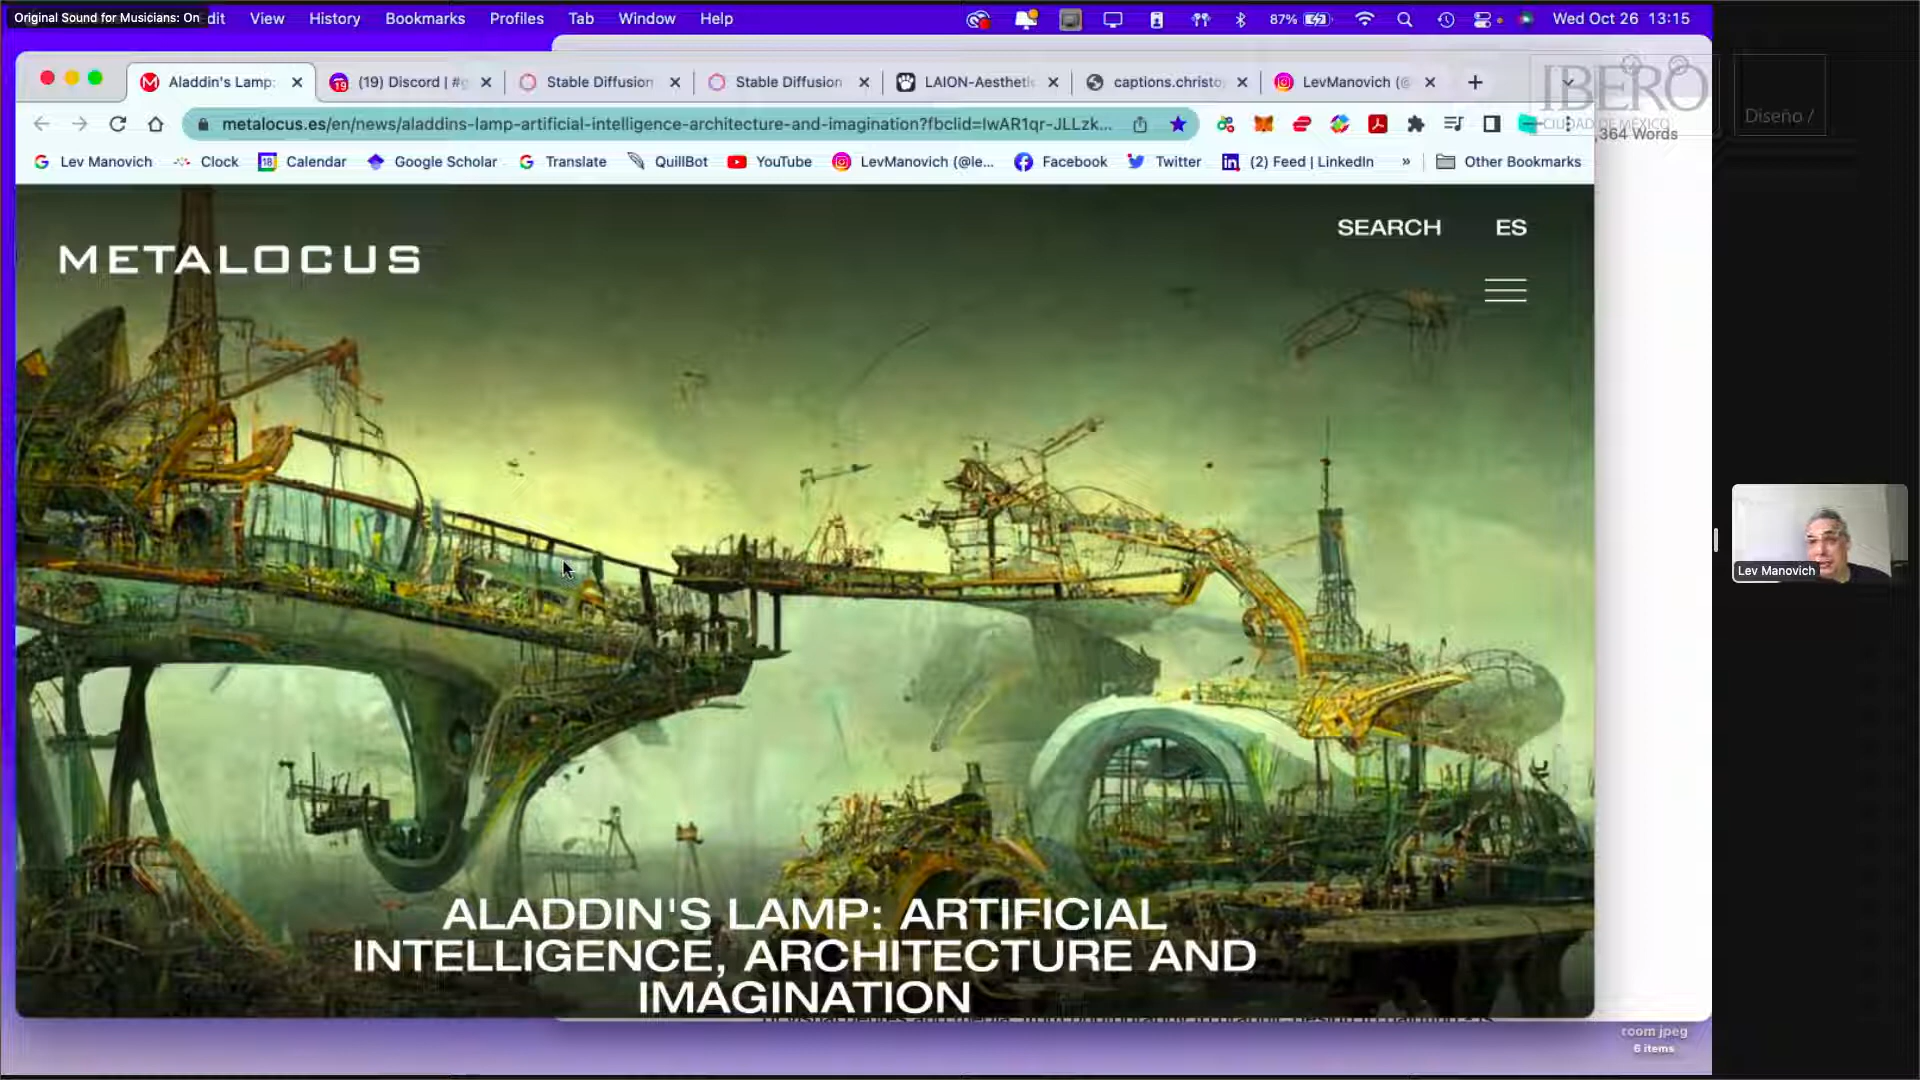 Original Sound for Musicians: On
dit View History Bookmarks Profiles Tab Window Help
87%
Wed Oct 26 13:15
Aladdin's Lamp:
(19) Discord | #g
Stable Diffusion
Stable Diffusion
LAION-Aesthetic
captions.christo
LevManovich (@
IBERO
CIUDAD DE MÉXICO
Diseño /
,364 Words
metalocus.es/en/news/aladdins-lamp-artificial-intelligence-architecture-and-imagination?fbclid=IwAR1qr-JLLzk...
Lev Manovich
Clock
Calendar
Google Scholar
Translate
QuillBot
YouTube
LevManovich (@le...
Facebook
Twitter
(2) Feed | LinkedIn
»
Other Bookmarks
METALOCUS
SEARCH ES
ALADDIN'S LAMP: ARTIFICIAL
INTELLIGENCE, ARCHITECTURE AND
IMAGINATION
Lev Manovich
room jpeg
6 items